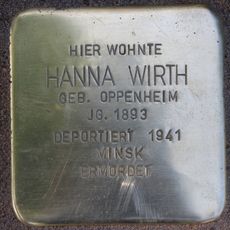 HIER WOHNTE
HANNA WIRTH
GEB. OPPENHEIM
JG. 1893
DEPORTIERT 1941
MINSK
ERMORDET